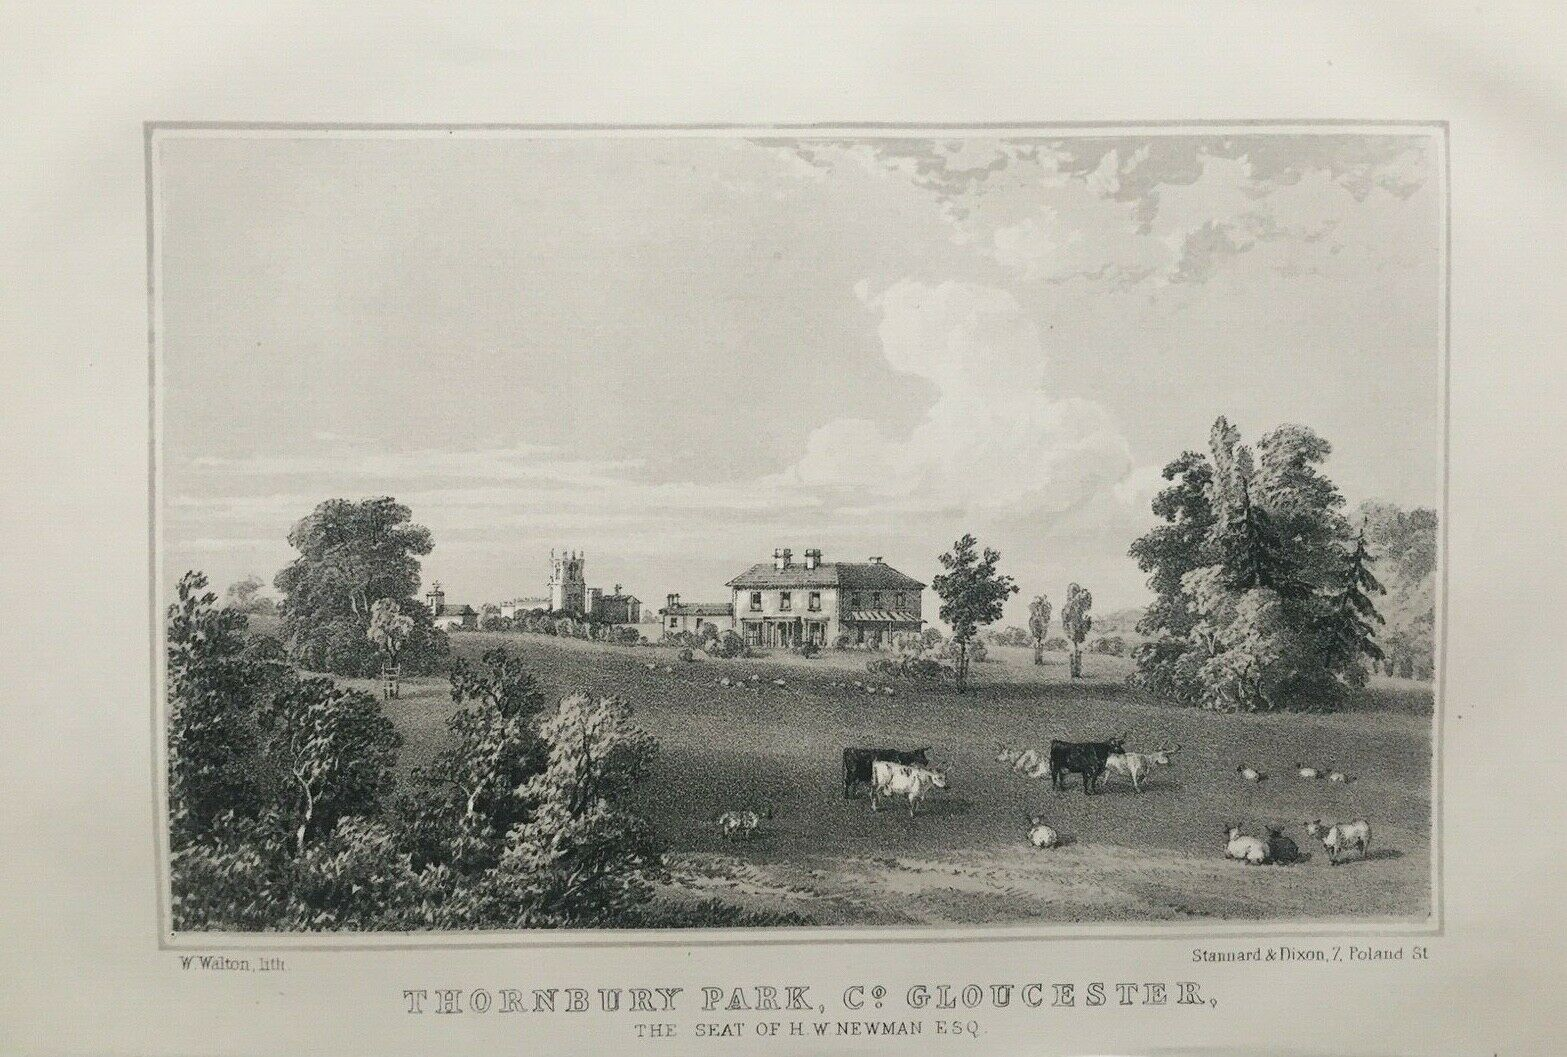 W. Walton, lith.
Stannard & Dixon, 7, Poland St
THORNBURY PARK, Cº. GLOUCESTER,
THE SEAT OF H. W. NEWMAN ESQ.